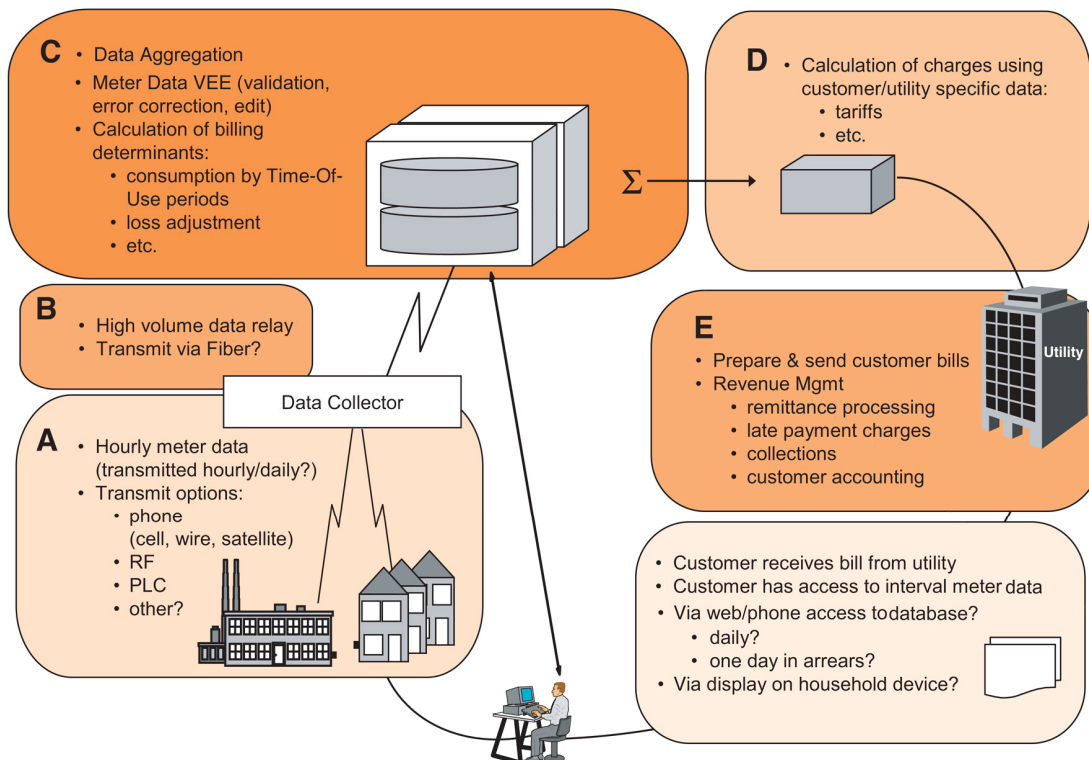 C
• Data Aggregation
• Meter Data VEE (validation,
error correction, edit)
• Calculation of billing
determinants:
• consumption by Time-Of-
Use periods
• loss adjustment
• etc.
Σ
D
• Calculation of charges using
customer/utility specific data:
• tariffs
• etc.
B
• High volume data relay
• Transmit via Fiber?
Data Collector
A
• Hourly meter data
(transmitted hourly/daily?)
• Transmit options:
• phone
(cell, wire, satellite)
• RF
• PLC
• other?
E
• Prepare & send customer bills
• Revenue Mgmt
• remittance processing
• late payment charges
• collections
• customer accounting
Utility
• Customer receives bill from utility
• Customer has access to interval meter data
• Via web/phone access to database?
• daily?
• one day in arrears?
• Via display on household device?